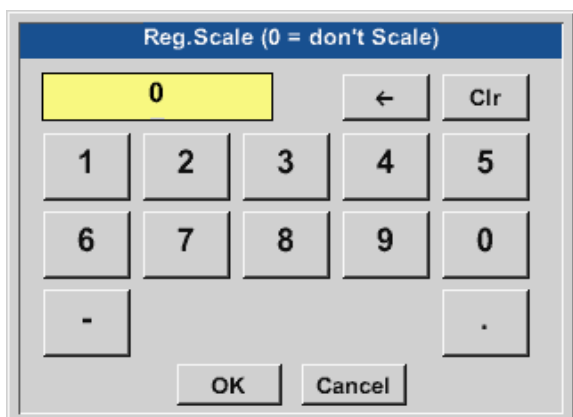 Reg.Scale (0 = don't Scale)
0 ← Clr
1 2 3 4 5
6 7 8 9 0
- .
OK Cancel